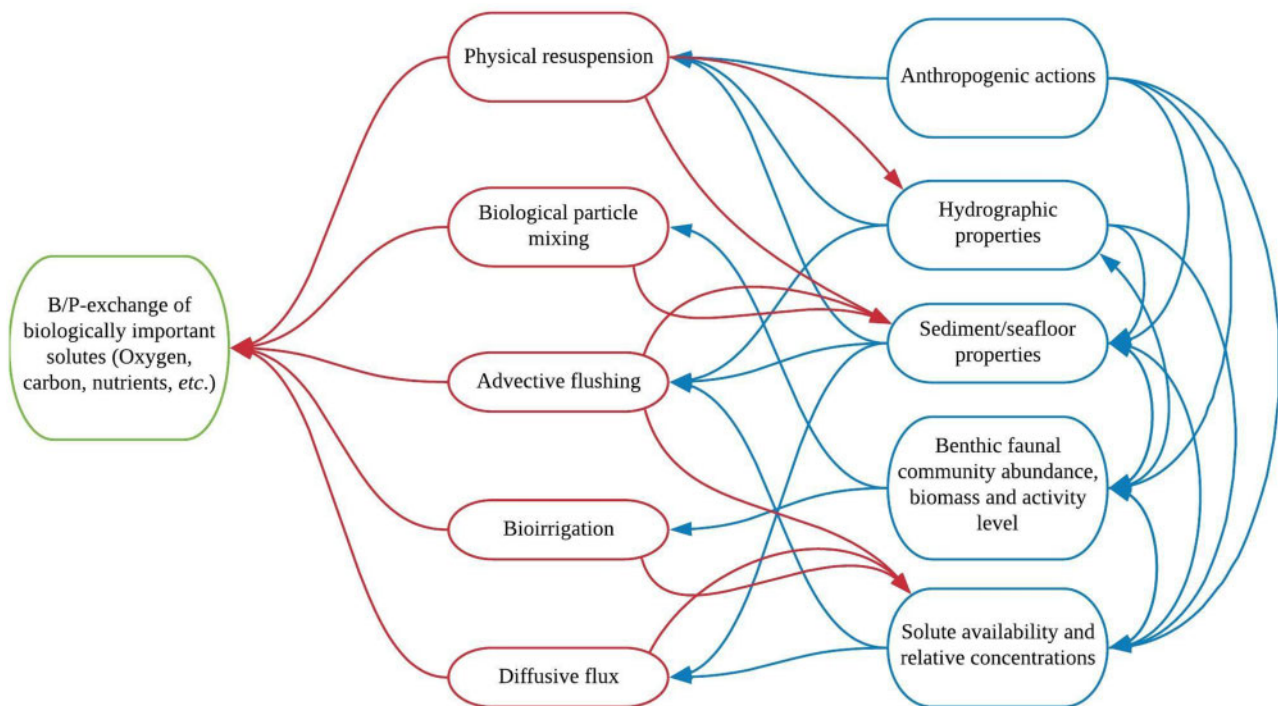 Physical resuspension
Anthropogenic actions
Biological particle
mixing
Hydrographic
properties
B/P-exchange of
biologically important
solutes (Oxygen,
carbon, nutrients, etc.)
Sediment/seafloor
properties
Advective flushing
Benthic faunal
community abundance,
biomass and activity
level
Bioirrigation
Solute availability and
relative concentrations
Diffusive flux